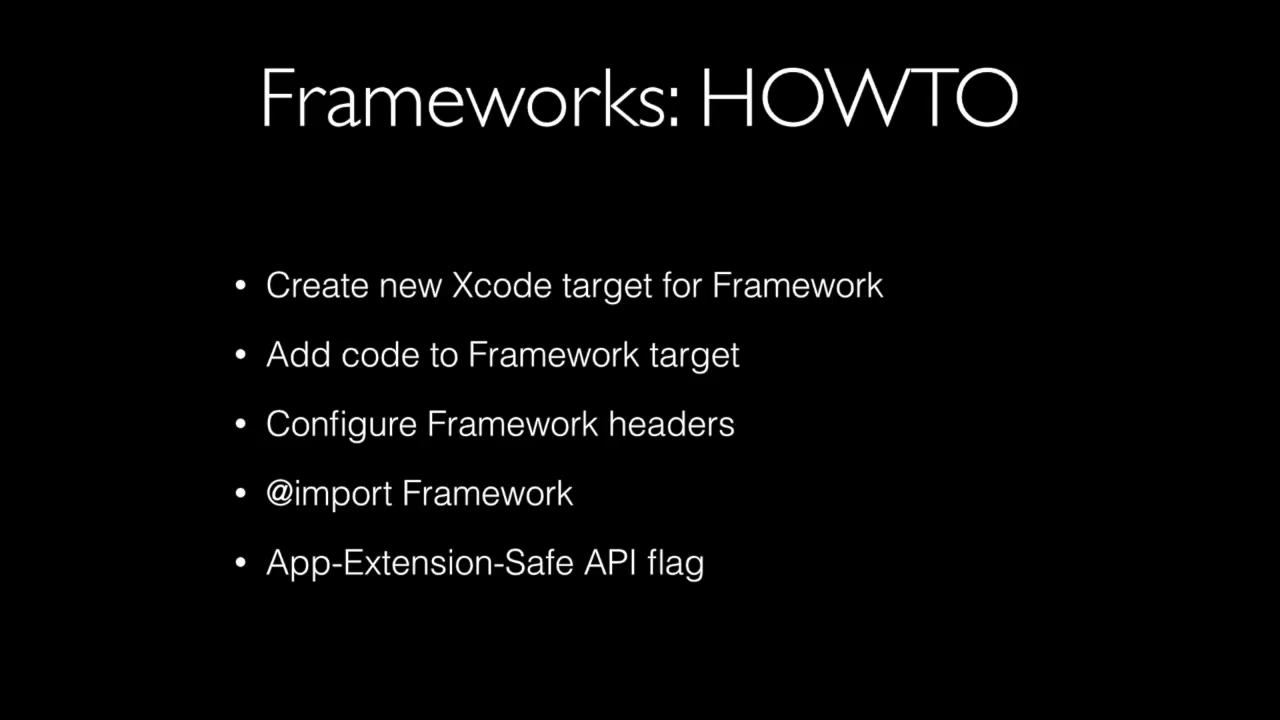 Frameworks: HOWTO
• Create new Xcode target for Framework
• Add code to Framework target
• Configure Framework headers
• @import Framework
• App-Extension-Safe API flag